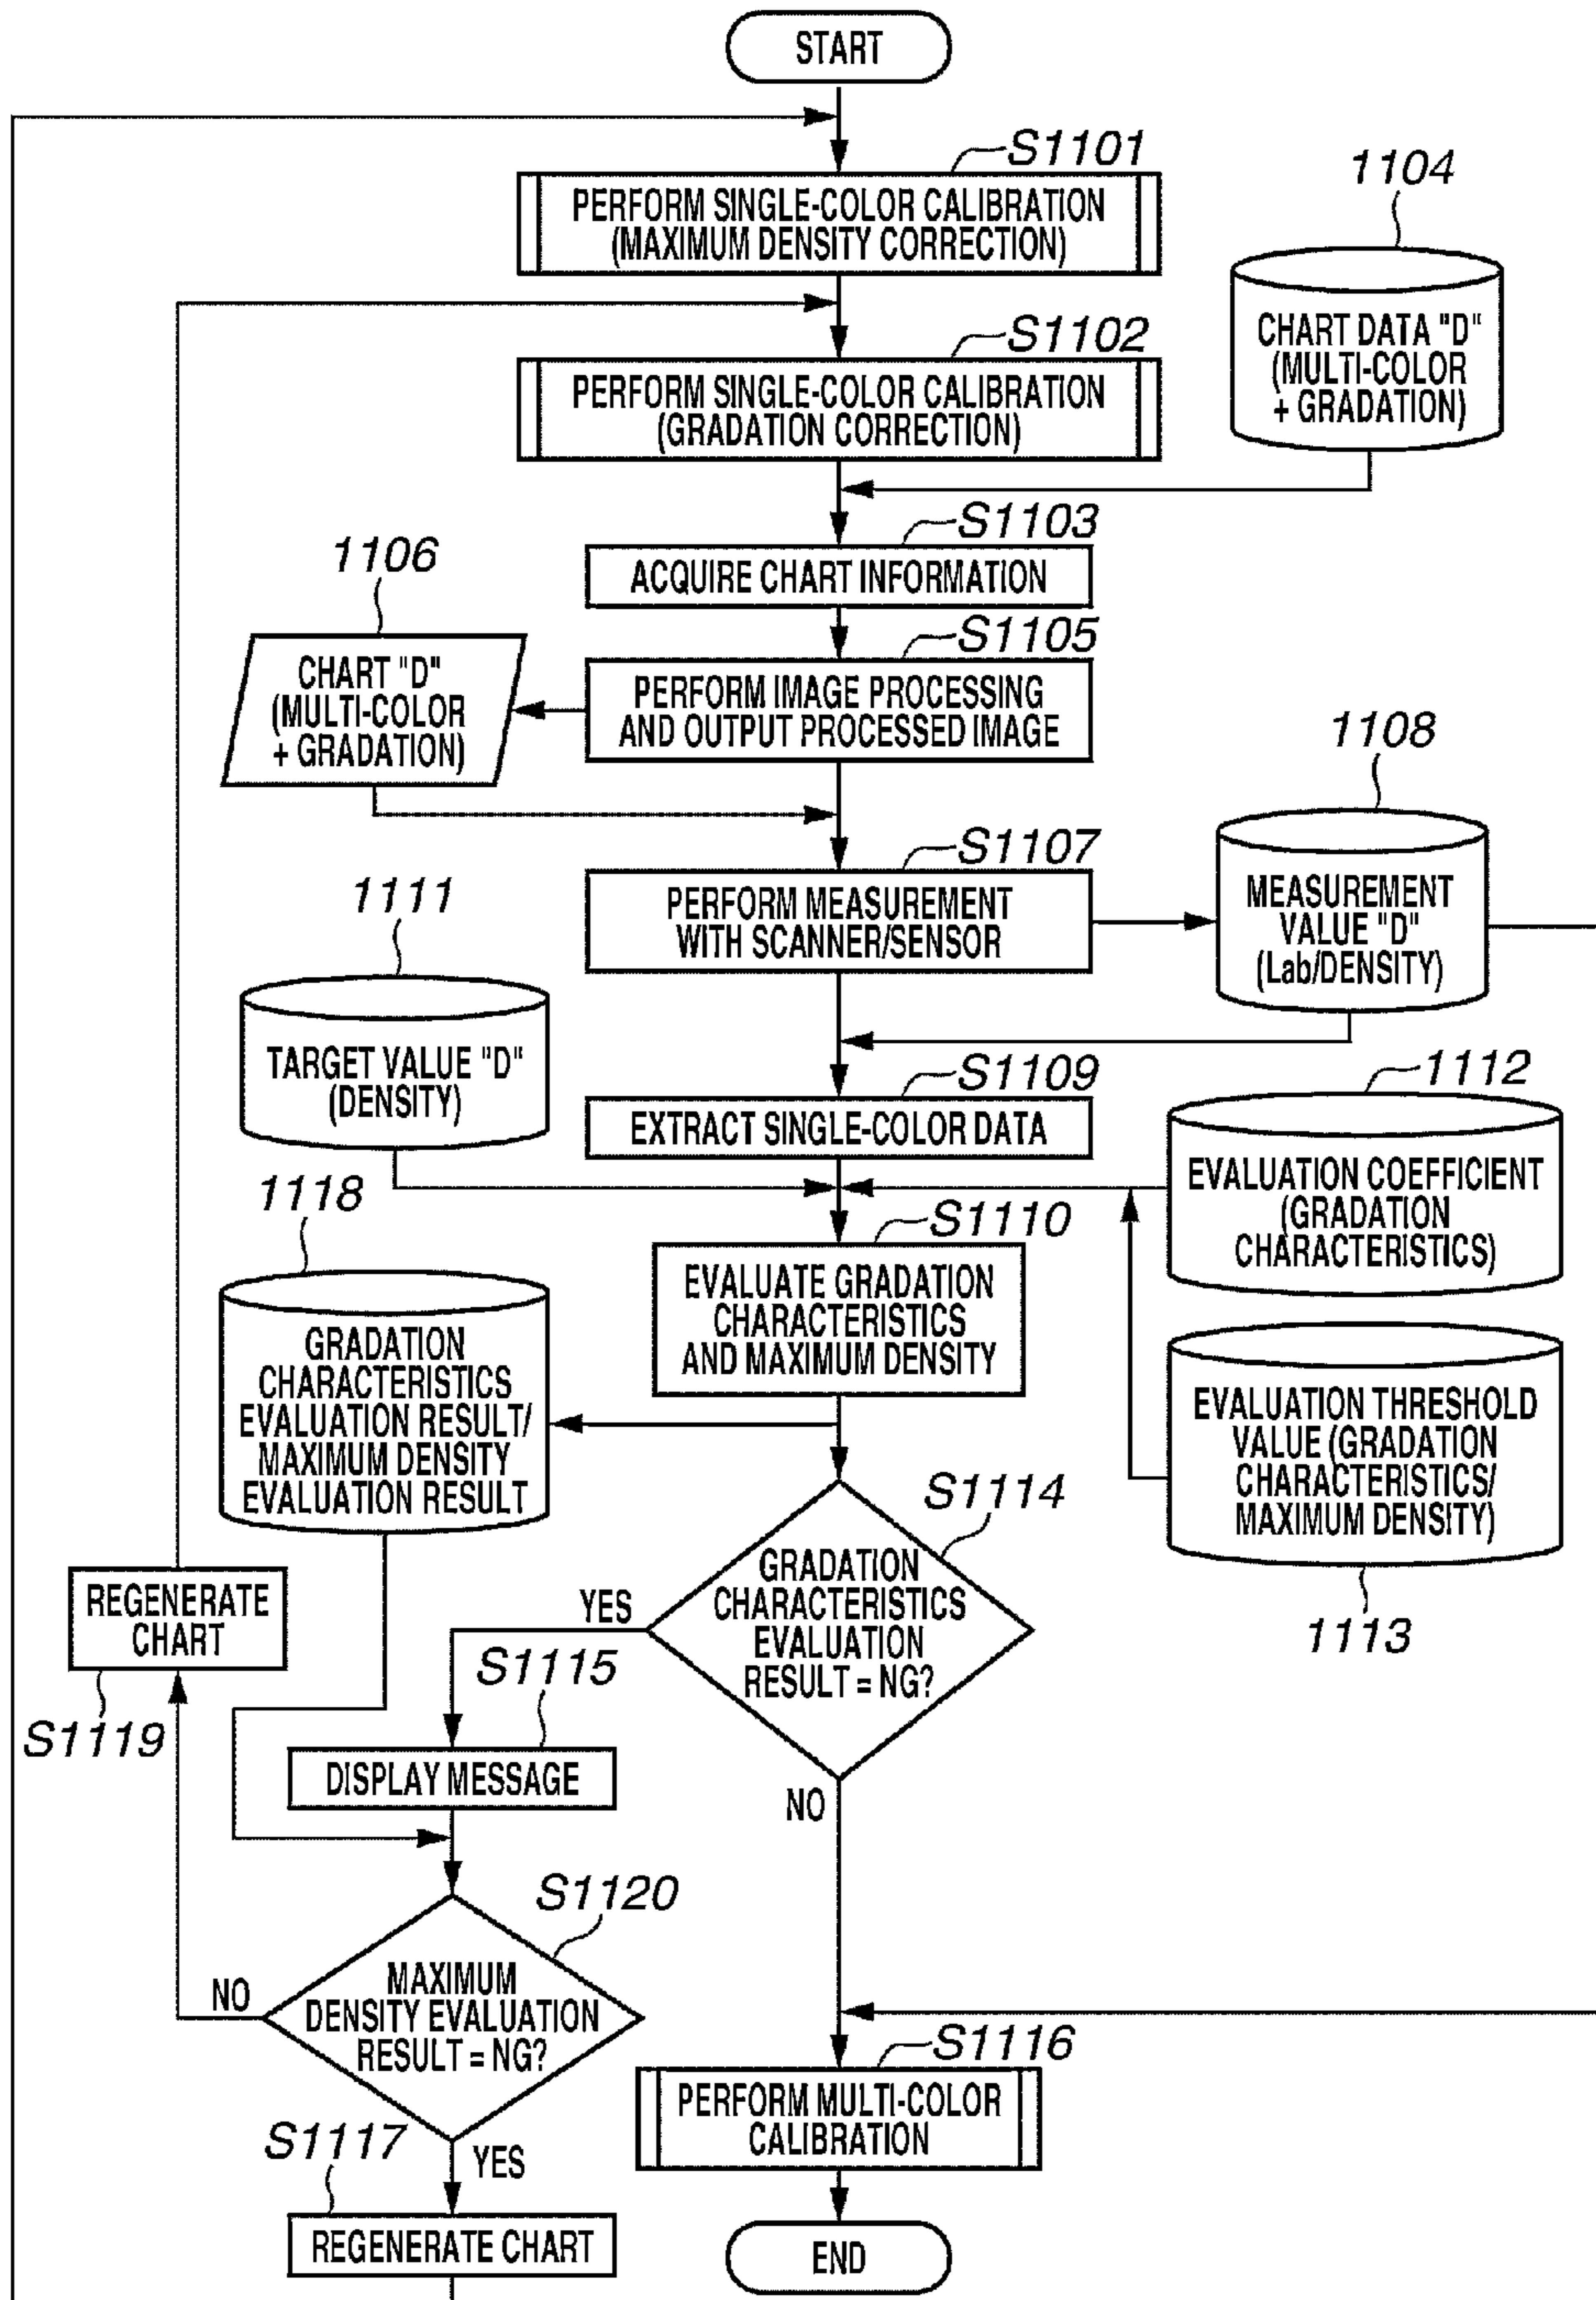 START
S1101
PERFORM SINGLE-COLOR CALIBRATION
(MAXIMUM DENSITY CORRECTION)
1104
CHART DATA "D"
(MULTI-COLOR
+ GRADATION)
S1102
PERFORM SINGLE-COLOR CALIBRATION
(GRADATION CORRECTION)
S1103
ACQUIRE CHART INFORMATION
1106
CHART "D"
(MULTI-COLOR
+ GRADATION)
S1105
PERFORM IMAGE PROCESSING
AND OUTPUT PROCESSED IMAGE
1108
MEASUREMENT
VALUE "D"
(Lab/DENSITY)
S1107
PERFORM MEASUREMENT
WITH SCANNER/SENSOR
1111
TARGET VALUE "D"
(DENSITY)
S1109
EXTRACT SINGLE-COLOR DATA
1112
EVALUATION COEFFICIENT
(GRADATION
CHARACTERISTICS)
1118
GRADATION
CHARACTERISTICS
EVALUATION RESULT/
MAXIMUM DENSITY
EVALUATION RESULT
S1110
EVALUATE GRADATION
CHARACTERISTICS
AND MAXIMUM DENSITY
EVALUATION THRESHOLD
VALUE (GRADATION
CHARACTERISTICS/
MAXIMUM DENSITY)
1113
S1114
GRADATION
CHARACTERISTICS
EVALUATION
RESULT = NG?
YES
NO
REGENERATE
CHART
S1119
S1115
DISPLAY MESSAGE
S1120
MAXIMUM
DENSITY EVALUATION
RESULT = NG?
NO
YES
S1116
PERFORM MULTI-COLOR
CALIBRATION
S1117
REGENERATE CHART
END